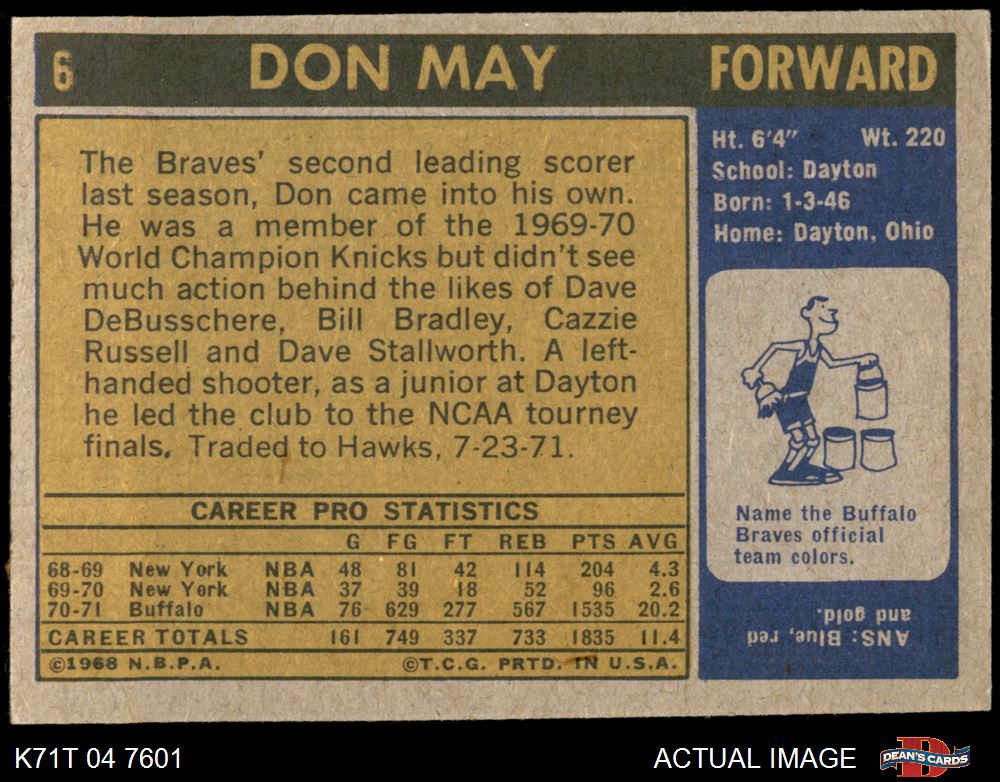 6 DON MAY FORWARD
The Braves' second leading scorer
last season, Don came into his own.
He was a member of the 1969-70
World Champion Knicks but didn't see
much action behind the likes of Dave
DeBusschere, Bill Bradley, Cazzie
Russell and Dave Stallworth. A left-
handed shooter, as a junior at Dayton
he led the club to the NCAA tourney
finals. Traded to Hawks, 7-23-71.
CAREER PRO STATISTICS
G FG FT REB PTS AVG
68-69 New York NBA 48 81 42 114 204 4.3
69-70 New York NBA 37 39 18 52 96 2.6
70-71 Buffalo NBA 76 629 277 567 1535 20.2
CAREER TOTALS 161 749 337 733 1835 11.4
©1968 N.B.P.A. ©T.C.G. PRTD. IN U.S.A.
Ht. 6'4" Wt. 220
School: Dayton
Born: 1-3-46
Home: Dayton, Ohio
Name the Buffalo
Braves official
team colors.
ANS: Blue, red
and gold.
K71T 04 7601 ACTUAL IMAGE DEAN'S CARDS